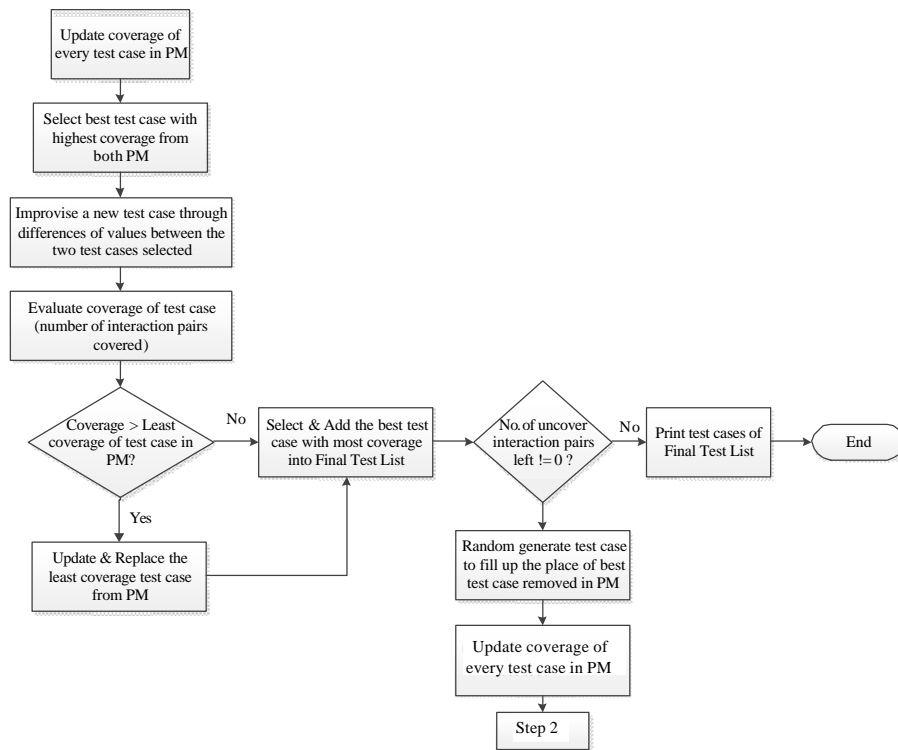 Update coverage of
every test case in PM
Select best test case with
highest coverage from
both PM
Improvise a new test case through
differences of values between the
two test cases selected
Evaluate coverage of test case
(number of interaction pairs
covered)
Coverage > Least
coverage of test case in
PM?
No
Yes
Update & Replace the
least coverage test case
from PM
Select & Add the best test
case with most coverage
into Final Test List
No. of uncover
interaction pairs
left != 0 ?
No
Print test cases of
Final Test List
End
Random generate test case
to fill up the place of best
test case removed in PM
Update coverage of
every test case in PM
Step 2